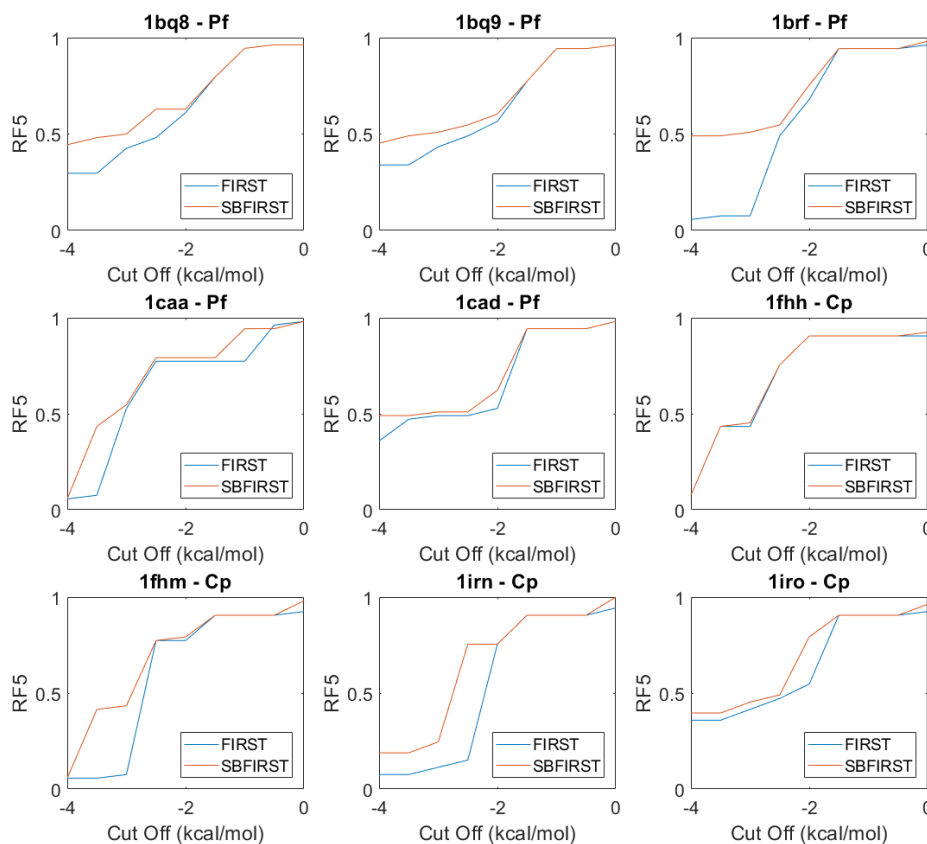 1bq8 - Pf
1
0.5
0
RF5
-4
-2
0
Cut Off (kcal/mol)
FIRST
SBFIRST
1bq9 - Pf
1
0.5
0
RF5
-4
-2
0
Cut Off (kcal/mol)
FIRST
SBFIRST
1brf - Pf
1
0.5
0
RF5
-4
-2
0
Cut Off (kcal/mol)
FIRST
SBFIRST
1caa - Pf
1
0.5
0
RF5
-4
-2
0
Cut Off (kcal/mol)
FIRST
SBFIRST
1cad - Pf
1
0.5
0
RF5
-4
-2
0
Cut Off (kcal/mol)
FIRST
SBFIRST
1fhh - Cp
1
0.5
0
RF5
-4
-2
0
Cut Off (kcal/mol)
FIRST
SBFIRST
1fhm - Cp
1
0.5
0
RF5
-4
-2
0
Cut Off (kcal/mol)
FIRST
SBFIRST
1irn - Cp
1
0.5
0
RF5
-4
-2
0
Cut Off (kcal/mol)
FIRST
SBFIRST
1iro - Cp
1
0.5
0
RF5
-4
-2
0
Cut Off (kcal/mol)
FIRST
SBFIRST